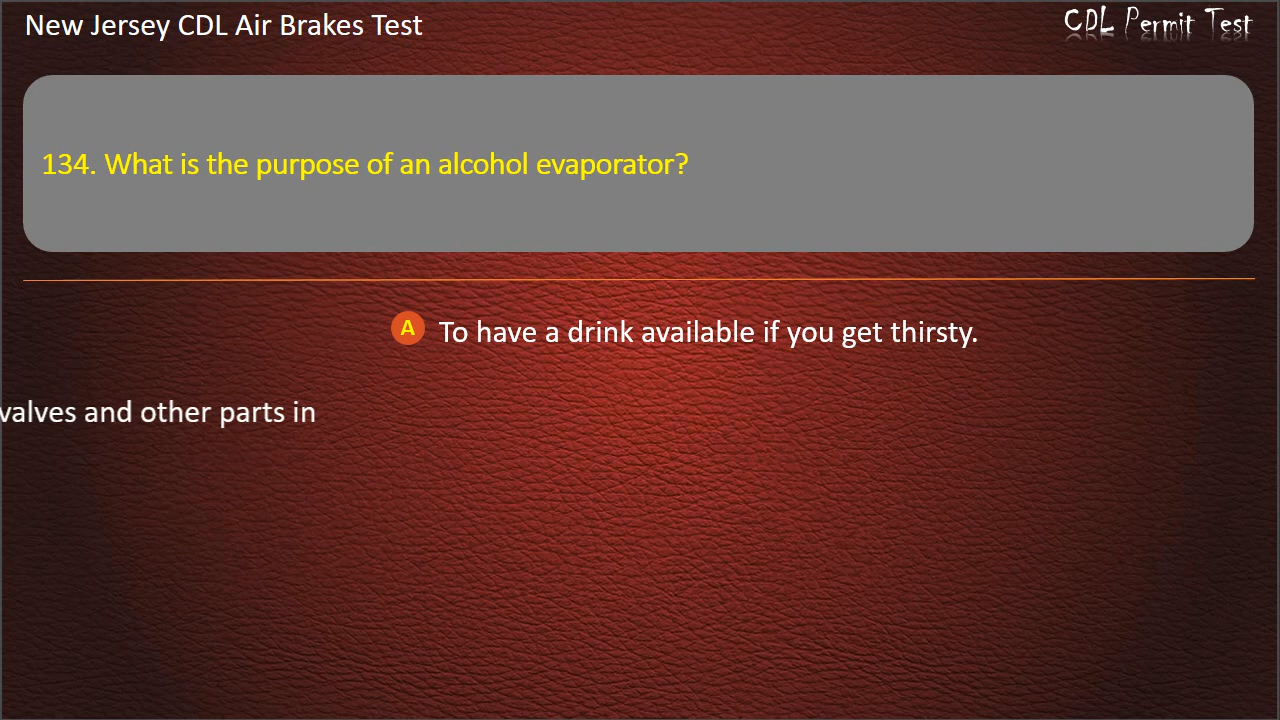 New Jersey CDL Air Brakes Test
CDL Permit Test
134. What is the purpose of an alcohol evaporator?
A To have a drink available if you get thirsty.
valves and other parts in